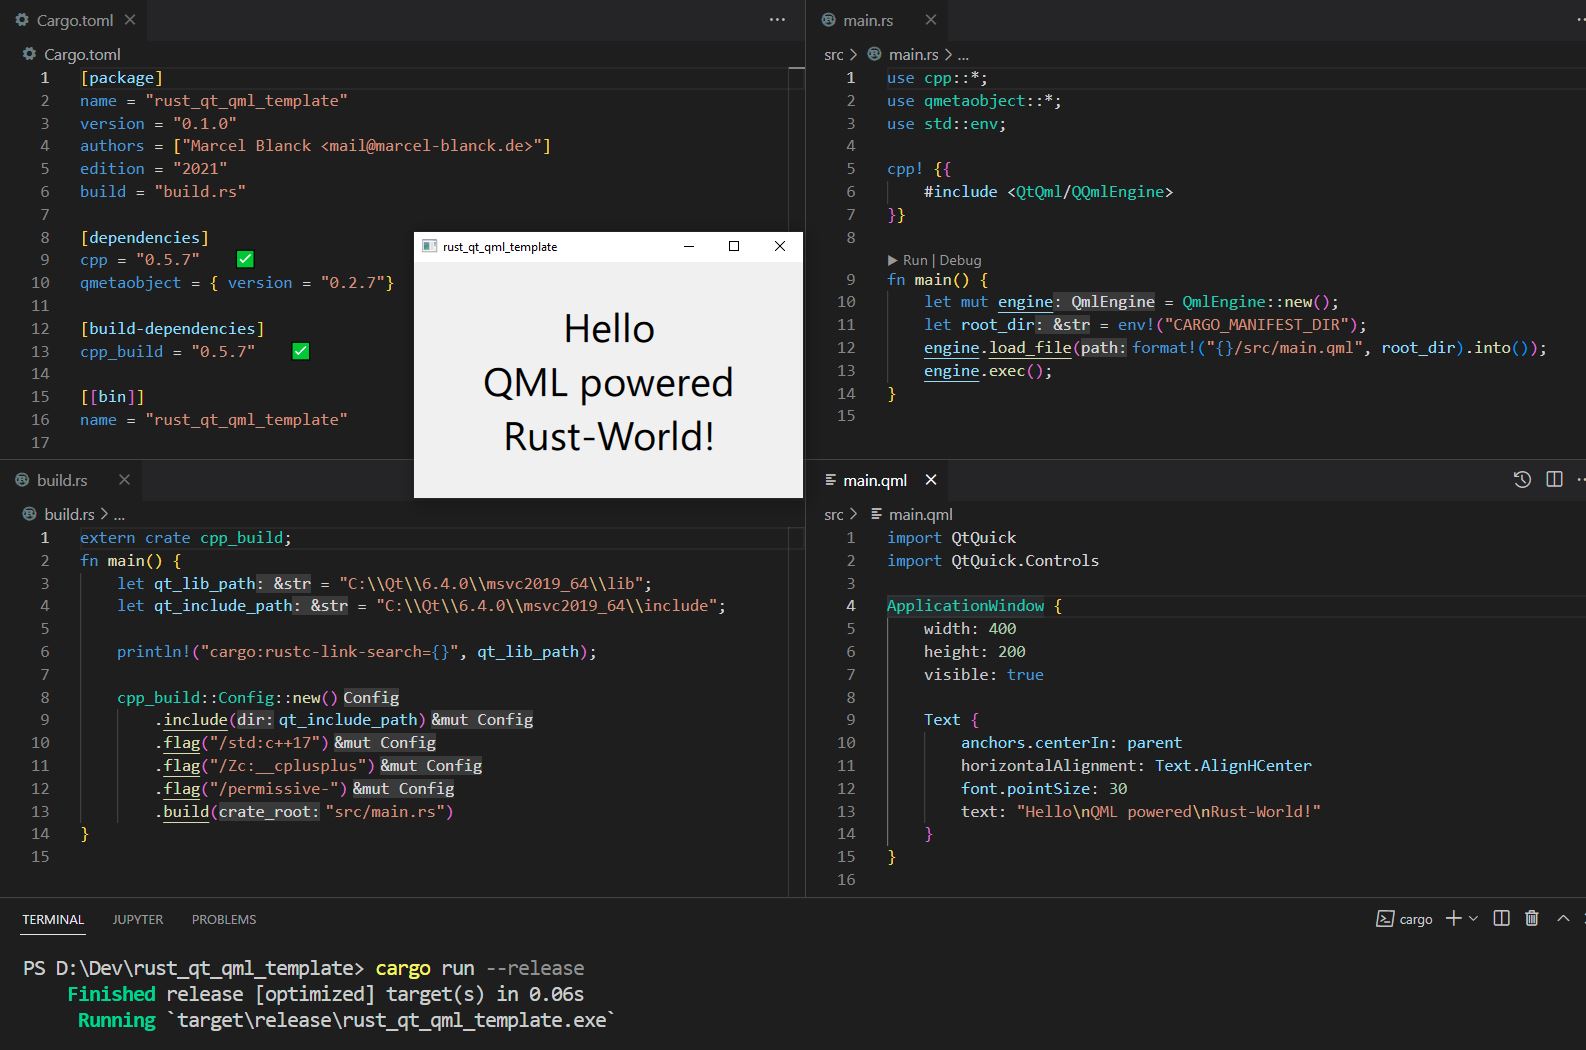 Cargo.toml
Cargo.toml
1 [package]
2 name = "rust_qt_qml_template"
3 version = "0.1.0"
4 authors = ["Marcel Blanck <mail@marcel-blanck.de>"]
5 edition = "2021"
6 build = "build.rs"
7
8 [dependencies]
9 cpp = "0.5.7" ✅
10 qmetaobject = { version = "0.2.7"}
11
12 [build-dependencies]
13 cpp_build = "0.5.7" ✅
14
15 [[bin]]
16 name = "rust_qt_qml_template"
17
rust_qt_qml_template
Hello
QML powered
Rust-World!
main.rs
src > main.rs > ...
1 use cpp::*;
2 use qmetaobject::*;
3 use std::env;
4
5 cpp! {{
6     #include <QtQml/QQmlEngine>
7 }}
8
Run | Debug
9 fn main() {
10     let mut engine: QmlEngine = QmlEngine::new();
11     let root_dir: &str = env!("CARGO_MANIFEST_DIR");
12     engine.load_file(path: format!("{}/src/main.qml", root_dir).into());
13     engine.exec();
14 }
15
build.rs
build.rs > ...
1 extern crate cpp_build;
2 fn main() {
3     let qt_lib_path: &str = "C:\\Qt\\6.4.0\\msvc2019_64\\lib";
4     let qt_include_path: &str = "C:\\Qt\\6.4.0\\msvc2019_64\\include";
5
6     println!("cargo:rustc-link-search={}", qt_lib_path);
7
8     cpp_build::Config::new() Config
9         .include(dir: qt_include_path) &mut Config
10         .flag("/std:c++17") &mut Config
11         .flag("/Zc:__cplusplus") &mut Config
12         .flag("/permissive-") &mut Config
13         .build(crate_root: "src/main.rs")
14 }
15
main.qml
src > main.qml
1 import QtQuick
2 import QtQuick.Controls
3
4 ApplicationWindow {
5     width: 400
6     height: 200
7     visible: true
8
9     Text {
10         anchors.centerIn: parent
11         horizontalAlignment: Text.AlignHCenter
12         font.pointSize: 30
13         text: "Hello\nQML powered\nRust-World!"
14     }
15 }
16
TERMINAL JUPYTER PROBLEMS
cargo
PS D:\Dev\rust_qt_qml_template> cargo run --release
Finished release [optimized] target(s) in 0.06s
Running `target\release\rust_qt_qml_template.exe`